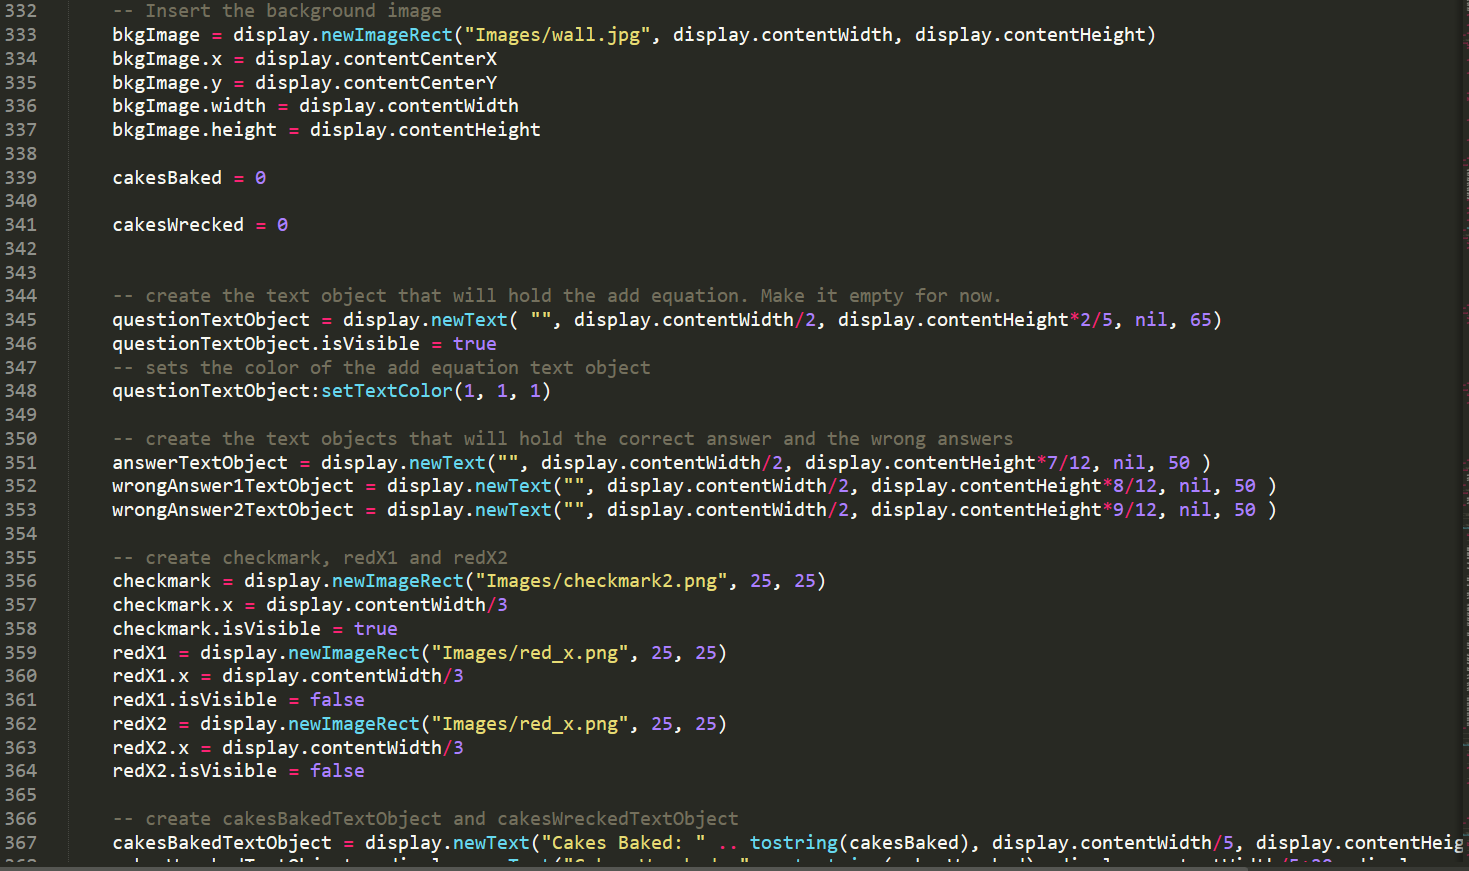 332 -- Insert the background image
333 bkgImage = display.newImageRect("Images/wall.jpg", display.contentWidth, display.contentHeight)
334 bkgImage.x = display.contentCenterX
335 bkgImage.y = display.contentCenterY
336 bkgImage.width = display.contentWidth
337 bkgImage.height = display.contentHeight
338
339 cakesBaked = 0
340
341 cakesWrecked = 0
342
343
344 -- create the text object that will hold the add equation. Make it empty for now.
345 questionTextObject = display.newText( "", display.contentWidth/2, display.contentHeight*2/5, nil, 65)
346 questionTextObject.isVisible = true
347 -- sets the color of the add equation text object
348 questionTextObject:setTextColor(1, 1, 1)
349
350 -- create the text objects that will hold the correct answer and the wrong answers
351 answerTextObject = display.newText("", display.contentWidth/2, display.contentHeight*7/12, nil, 50 )
352 wrongAnswer1TextObject = display.newText("", display.contentWidth/2, display.contentHeight*8/12, nil, 50 )
353 wrongAnswer2TextObject = display.newText("", display.contentWidth/2, display.contentHeight*9/12, nil, 50 )
354
355 -- create checkmark, redX1 and redX2
356 checkmark = display.newImageRect("Images/checkmark2.png", 25, 25)
357 checkmark.x = display.contentWidth/3
358 checkmark.isVisible = true
359 redX1 = display.newImageRect("Images/red_x.png", 25, 25)
360 redX1.x = display.contentWidth/3
361 redX1.isVisible = false
362 redX2 = display.newImageRect("Images/red_x.png", 25, 25)
363 redX2.x = display.contentWidth/3
364 redX2.isVisible = false
365
366 -- create cakesBakedTextObject and cakesWreckedTextObject
367 cakesBakedTextObject = display.newText("Cakes Baked: " .. tostring(cakesBaked), display.contentWidth/5, display.contentHeig